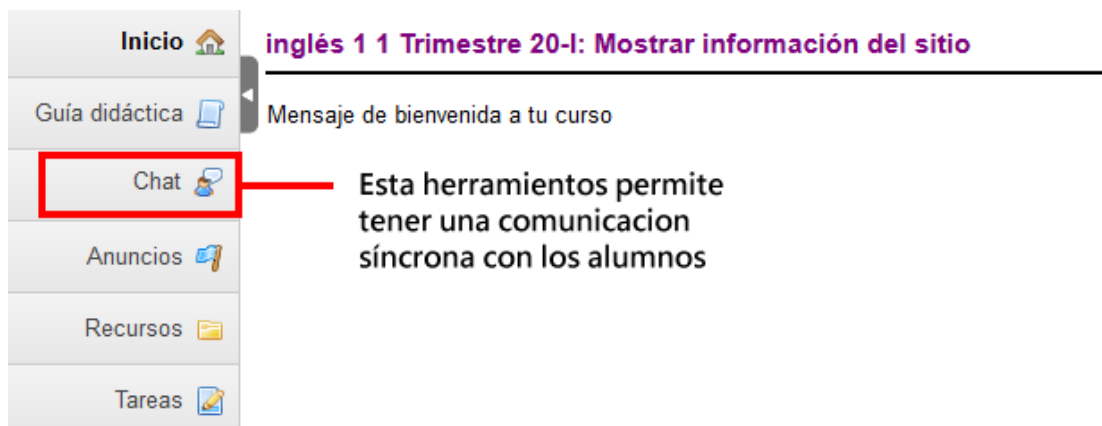 Inicio
inglés 1 1 Trimestre 20-I: Mostrar información del sitio
Guía didáctica
Mensaje de bienvenida a tu curso
Chat
Esta herramientos permite
tener una comunicacion
síncrona con los alumnos
Anuncios
Recursos
Tareas